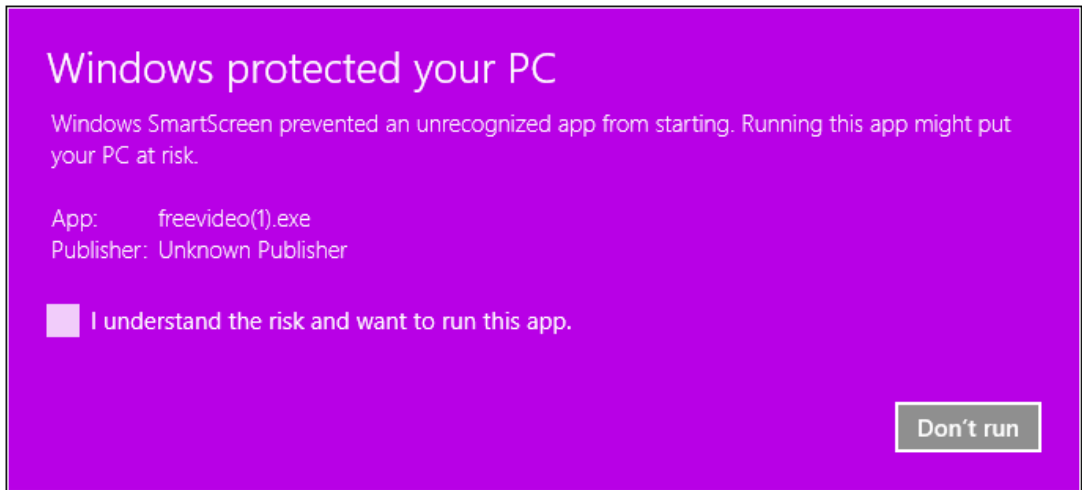 Windows protected your PC
Windows SmartScreen prevented an unrecognized app from starting. Running this app might put
your PC at risk.
App: freevideo(1).exe
Publisher: Unknown Publisher
I understand the risk and want to run this app.
Don't run